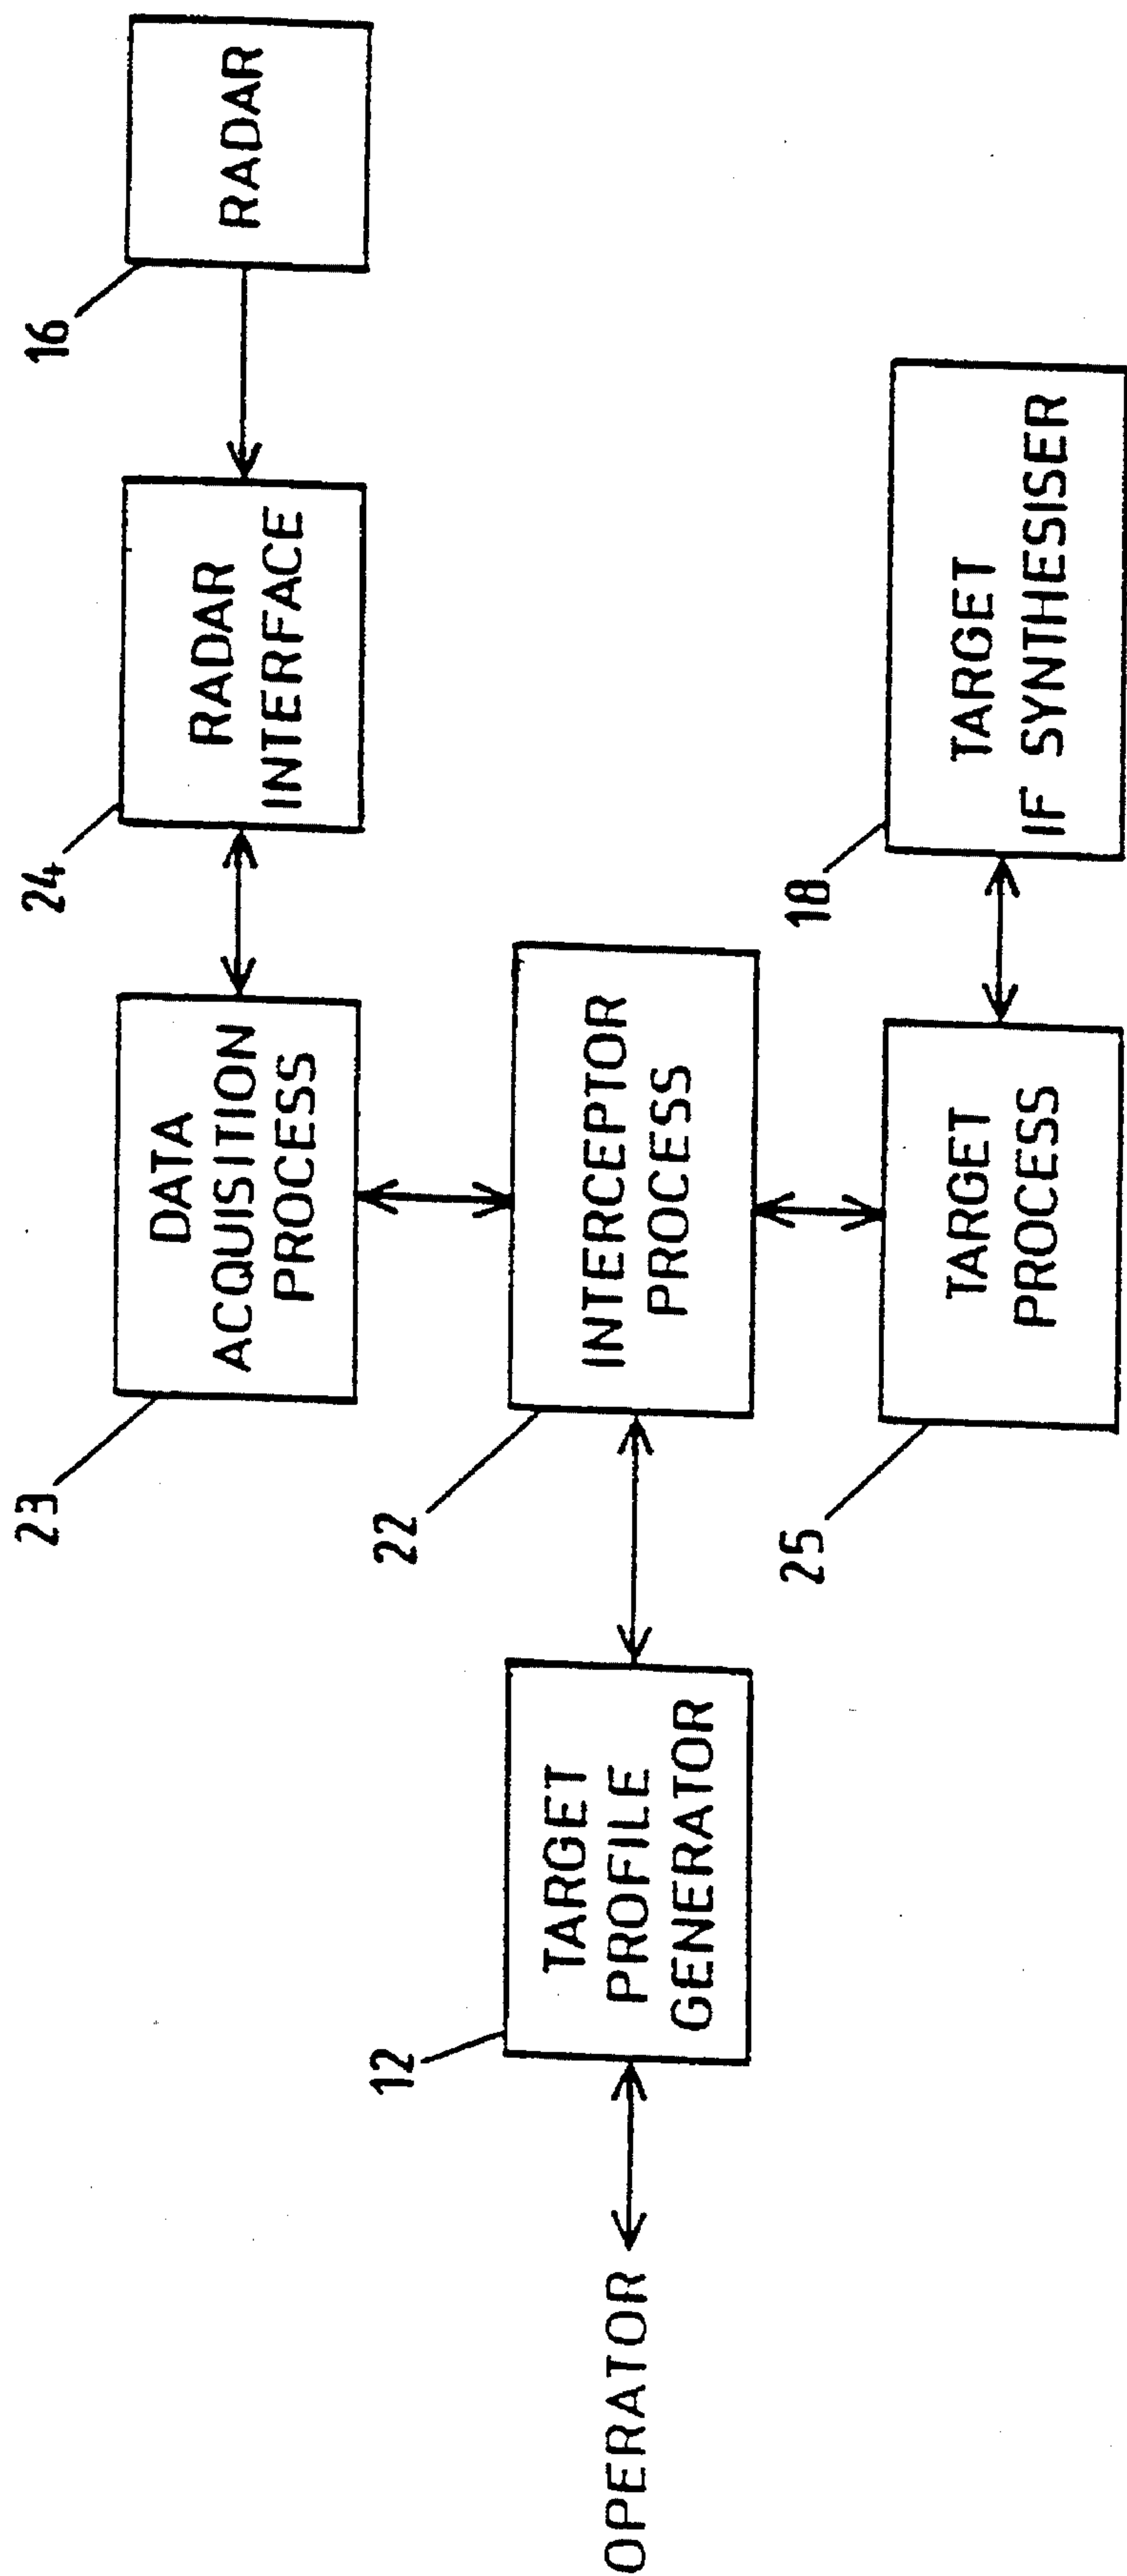 16
RADAR
24
RADAR
INTERFACE
23
DATA
ACQUISITION
PROCESS
22
INTERCEPTOR
PROCESS
12
TARGET
PROFILE
GENERATOR
OPERATOR
18
TARGET
IF SYNTHESISER
25
TARGET
PROCESS